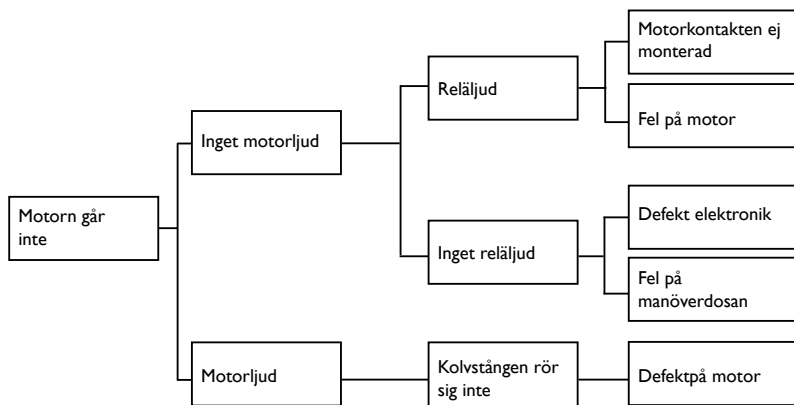 Motorn går
inte
Inget motorljud
Motorljud
Reläljud
Inget reläljud
Kolvstången rör
sig inte
Motorkontakten ej
monterad
Fel på motor
Defekt elektronik
Fel på
manöverdosan
Defektpå motor